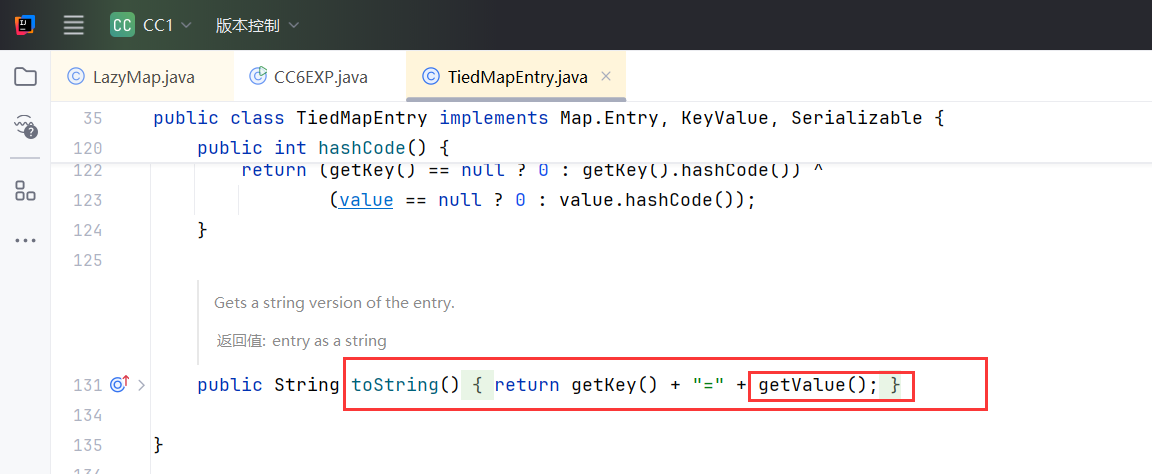 CC CC1 版本控制
LazyMap.java CC6EXP.java TiedMapEntry.java ×
35 public class TiedMapEntry implements Map.Entry, KeyValue, Serializable {
120 public int hashCode() {
122 return (getKey() == null ? 0 : getKey().hashCode()) ^
123 (value == null ? 0 : value.hashCode());
124 }
125
Gets a string version of the entry.
返回值: entry as a string
131 public String toString() { return getKey() + "=" + getValue(); }
134
135 }